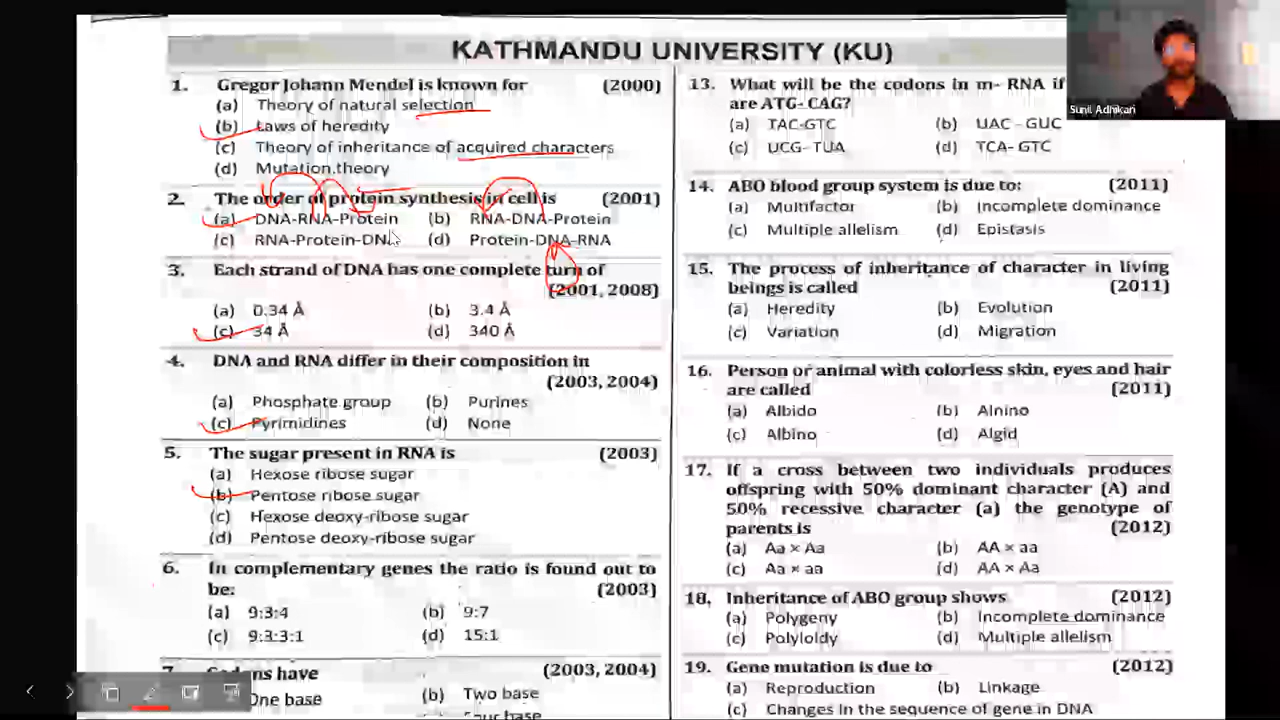 KATHMANDU UNIVERSITY (KU)
1. Gregor Johann Mendel is known for (2000)
(a) Theory of natural selection
(b) Laws of heredity
(c) Theory of inheritance of acquired characters
(d) Mutation theory
2. The order of protein synthesis in cell is (2001)
(a) DNA-RNA-Protein (b) RNA-DNA-Protein
(c) RNA-Protein-DNA (d) Protein-DNA-RNA
3. Each strand of DNA has one complete turn of
(2001, 2008)
(a) 0.34 Å (b) 3.4 Å
(c) 34 Å (d) 340 Å
4. DNA and RNA differ in their composition in
(2003, 2004)
(a) Phosphate group (b) Purines
(c) Pyrimidines (d) None
5. The sugar present in RNA is (2003)
(a) Hexose ribose sugar
(b) Pentose ribose sugar
(c) Hexose deoxy-ribose sugar
(d) Pentose deoxy-ribose sugar
6. In complementary genes the ratio is found out to
be: (2003)
(a) 9:3:4 (b) 9:7
(c) 9:3:3:1 (d) 15:1
have (2003, 2004)
One base (b) Two base
base
13. What will be the codons in m- RNA if
are ATG- CAG?
(a) TAC-GTC (b) UAC - GUC
(c) UCG- TUA (d) TCA- GTC
14. ABO blood group system is due to: (2011)
(a) Multifactor (b) Incomplete dominance
(c) Multiple allelism (d) Epistasis
15. The process of inheritance of character in living
beings is called (2011)
(a) Heredity (b) Evolution
(c) Variation (d) Migration
16. Person or animal with colorless skin, eyes and hair
are called (2011)
(a) Albido (b) Alnino
(c) Albino (d) Algid
17. If a cross between two individuals produces
offspring with 50% dominant character (A) and
50% recessive character (a) the genotype of
parents is (2012)
(a) Aa × Aa (b) AA × aa
(c) Aa × aa (d) AA × Aa
18. Inheritance of ABO group shows (2012)
(a) Polygeny (b) Incomplete dominance
(c) Polyloldy (d) Multiple allelism
19. Gene mutation is due to (2012)
(a) Reproduction (b) Linkage
(c) Changes In the sequence of gene in DNA
Sunil Adhikari